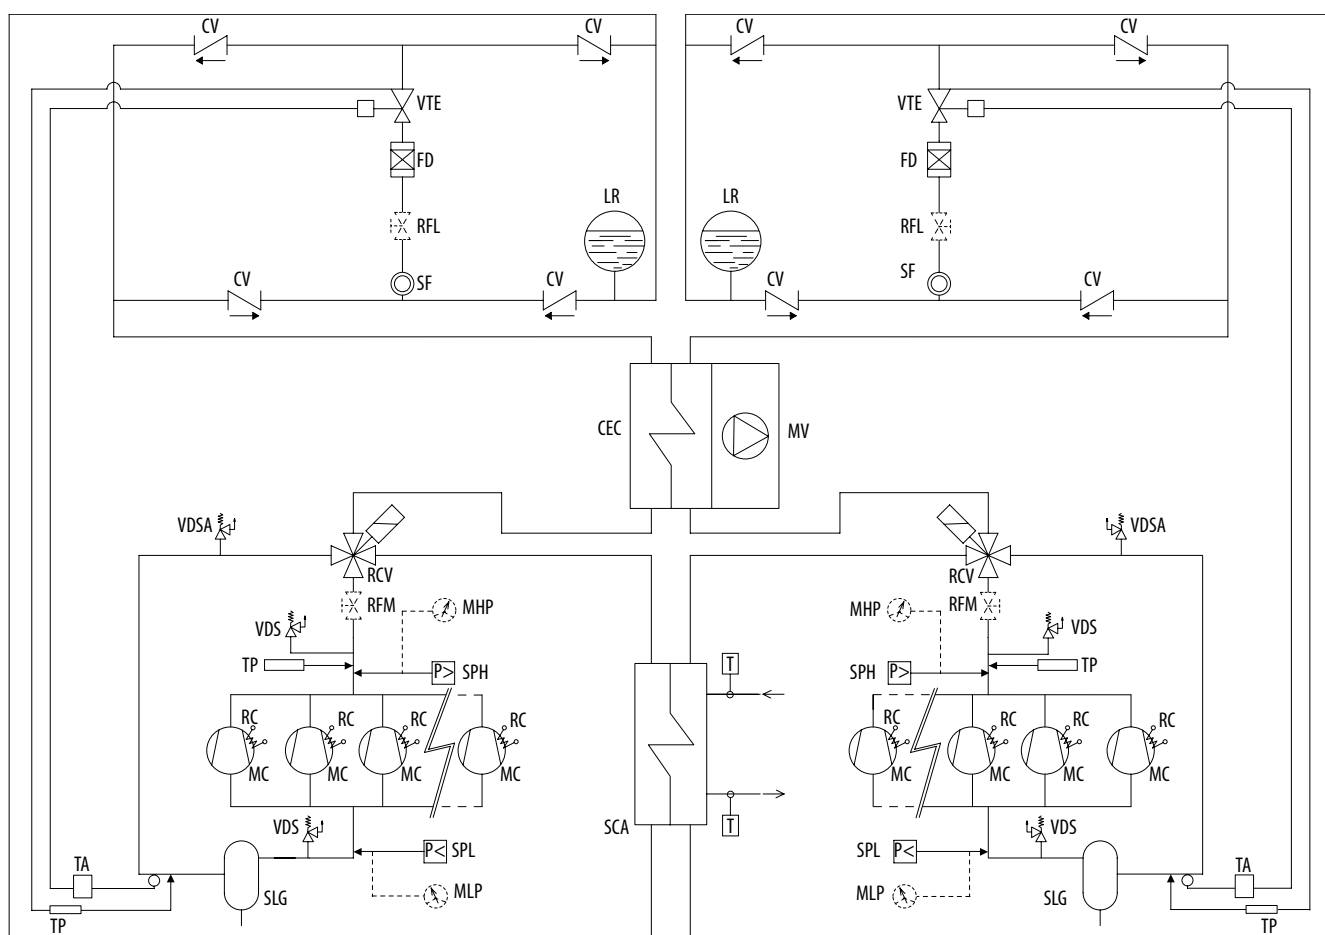 CV CV CV CV
VTE VTE
FD FD
LR LR
RFL RFL
SF SF
CV CV CV CV
CEC MV
VDSA VDSA
RCV RCV
RFM MHP MHP RFM
VDS VDS
TP P> SPH T SPH P> TP
RC RC RC RC RC RC RC RC
MC MC MC MC MC MC MC MC
VDS SCA T VDS
P< SPL SPL P<
TA TA
SLG MLP MLP SLG
TP TP